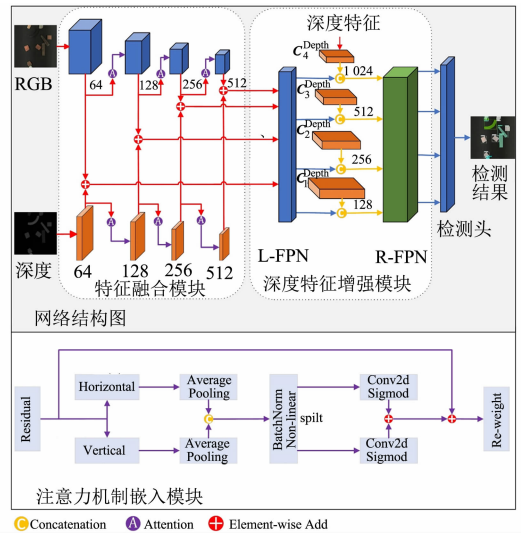 深度特征
RGB
64
A
128
A
256
A
512
C₄ᴰᵉᵖᵗʰ
C
1 024
C₃ᴰᵉᵖᵗʰ
C
512
C₂ᴰᵉᵖᵗʰ
C
256
C₁ᴰᵉᵖᵗʰ
C
128
检测
结果
检测头
深度
A
A
A
64
128
256
512
L-FPN
R-FPN
特征融合模块
深度特征增强模块
网络结构图
Residual
Horizontal
Vertical
Average
Pooling
C
Average
Pooling
BatchNorm
Non-linear
spilt
Conv2d
Sigmod
Conv2d
Sigmod
Re-weight
注意力机制嵌入模块
C Concatenation
A Attention
Element-wise Add